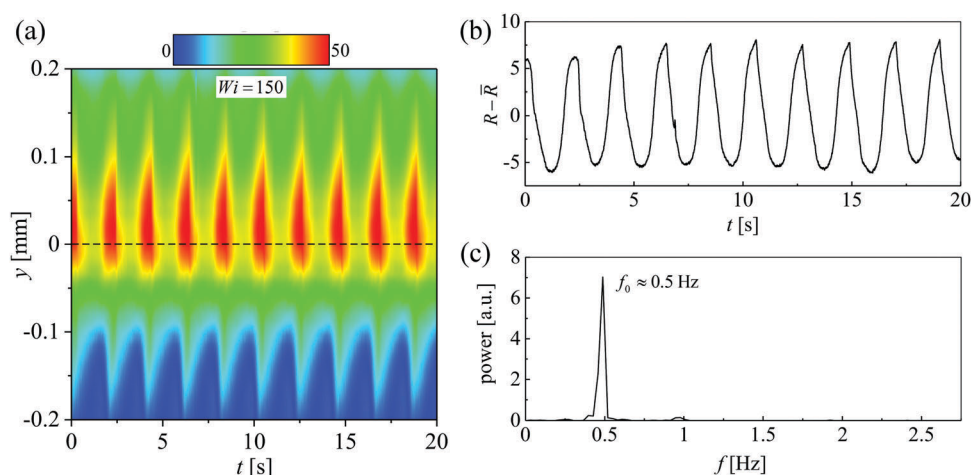 (a)
0
50
Wi = 150
0.2
0.1
0
-0.1
-0.2
y [mm]
0 5 10 15 20
t [s]
(b)
10
5
0
-5
R − R̅
0 5 10 15 20
t [s]
(c)
8
6
4
2
0
power [a.u.]
f₀ ≈ 0.5 Hz
0 0.5 1 1.5 2 2.5
f [Hz]